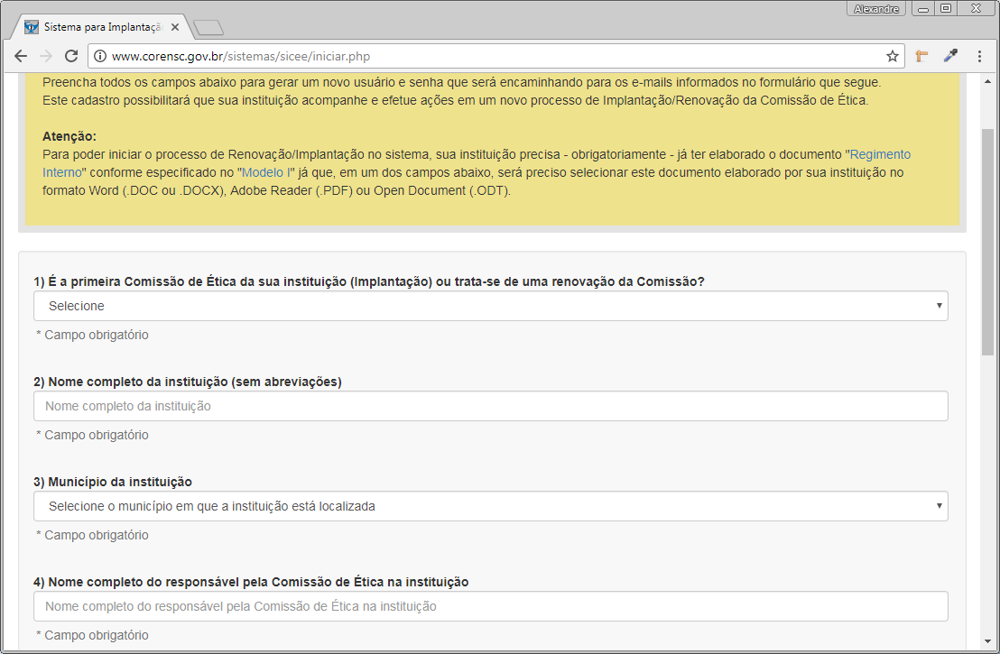 Alexandre
Sistema para Implantaçã
www.corensc.gov.br/sistemas/sicee/iniciar.php
Preencha todos os campos abaixo para gerar um novo usuário e senha que será encaminhando para os e-mails informados no formulário que segue.
Este cadastro possibilitará que sua instituição acompanhe e efetue ações em um novo processo de Implantação/Renovação da Comissão de Ética.
Atenção:
Para poder iniciar o processo de Renovação/Implantação no sistema, sua instituição precisa - obrigatoriamente - já ter elaborado o documento "Regimento
Interno" conforme especificado no "Modelo I" já que, em um dos campos abaixo, será preciso selecionar este documento elaborado por sua instituição no
formato Word (.DOC ou .DOCX), Adobe Reader (.PDF) ou Open Document (.ODT).
1) É a primeira Comissão de Ética da sua instituição (Implantação) ou trata-se de uma renovação da Comissão?
Selecione
* Campo obrigatório
2) Nome completo da instituição (sem abreviações)
Nome completo da instituição
* Campo obrigatório
3) Município da instituição
Selecione o município em que a instituição está localizada
* Campo obrigatório
4) Nome completo do responsável pela Comissão de Ética na instituição
Nome completo do responsável pela Comissão de Ética na instituição
* Campo obrigatório